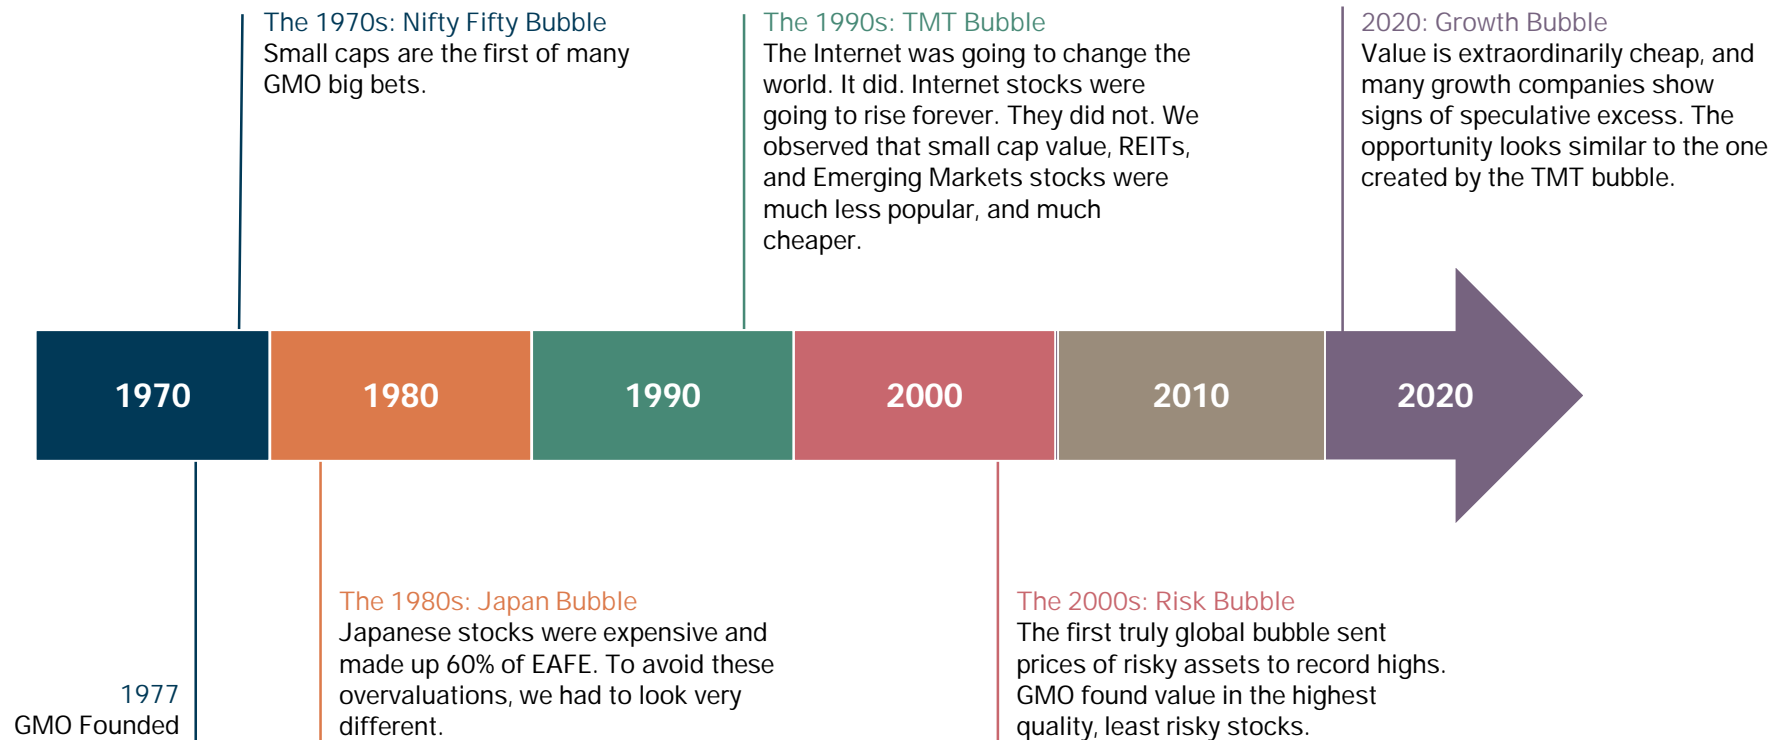 The 1970s: Nifty Fifty Bubble
Small caps are the first of many
GMO big bets.
The 1990s: TMT Bubble
The Internet was going to change the
world. It did. Internet stocks were
going to rise forever. They did not. We
observed that small cap value, REITs,
and Emerging Markets stocks were
much less popular, and much
cheaper.
2020: Growth Bubble
Value is extraordinarily cheap, and
many growth companies show
signs of speculative excess. The
opportunity looks similar to the one
created by the TMT bubble.
1970
1980
1990
2000
2010
2020
1977
GMO Founded
The 1980s: Japan Bubble
Japanese stocks were expensive and
made up 60% of EAFE. To avoid these
overvaluations, we had to look very
different.
The 2000s: Risk Bubble
The first truly global bubble sent
prices of risky assets to record highs.
GMO found value in the highest
quality, least risky stocks.